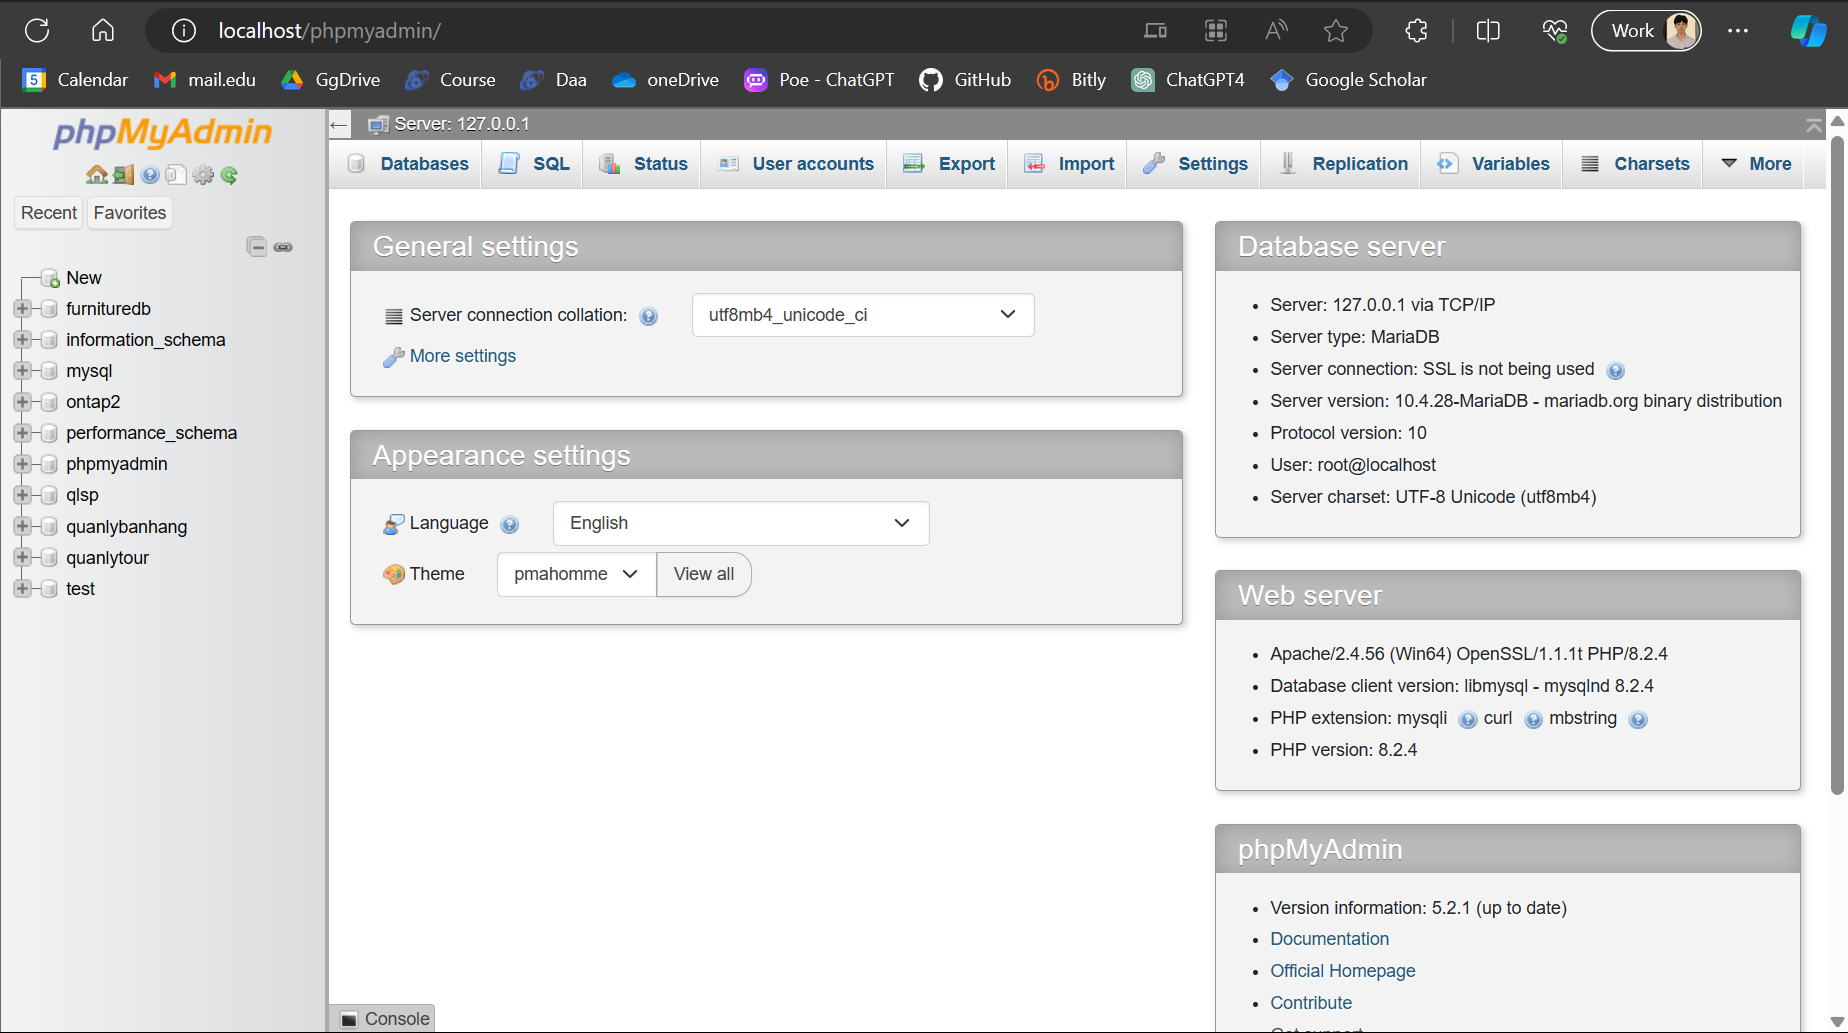 localhost/phpmyadmin/
Work
5 Calendar mail.edu GgDrive Course Daa oneDrive Poe - ChatGPT GitHub Bitly ChatGPT4 Google Scholar
phpMyAdmin
Recent Favorites
New
furnituredb
information_schema
mysql
ontap2
performance_schema
phpmyadmin
qlsp
quanlybanhang
quanlytour
test
Server: 127.0.0.1
Databases SQL Status User accounts Export Import Settings Replication Variables Charsets More
General settings
Server connection collation: utf8mb4_unicode_ci
More settings
Appearance settings
Language English
Theme pmahomme View all
Database server
Server: 127.0.0.1 via TCP/IP
Server type: MariaDB
Server connection: SSL is not being used
Server version: 10.4.28-MariaDB - mariadb.org binary distribution
Protocol version: 10
User: root@localhost
Server charset: UTF-8 Unicode (utf8mb4)
Web server
Apache/2.4.56 (Win64) OpenSSL/1.1.1t PHP/8.2.4
Database client version: libmysql - mysqlnd 8.2.4
PHP extension: mysqli curl mbstring
PHP version: 8.2.4
phpMyAdmin
Version information: 5.2.1 (up to date)
Documentation
Official Homepage
Contribute
Get support
Console